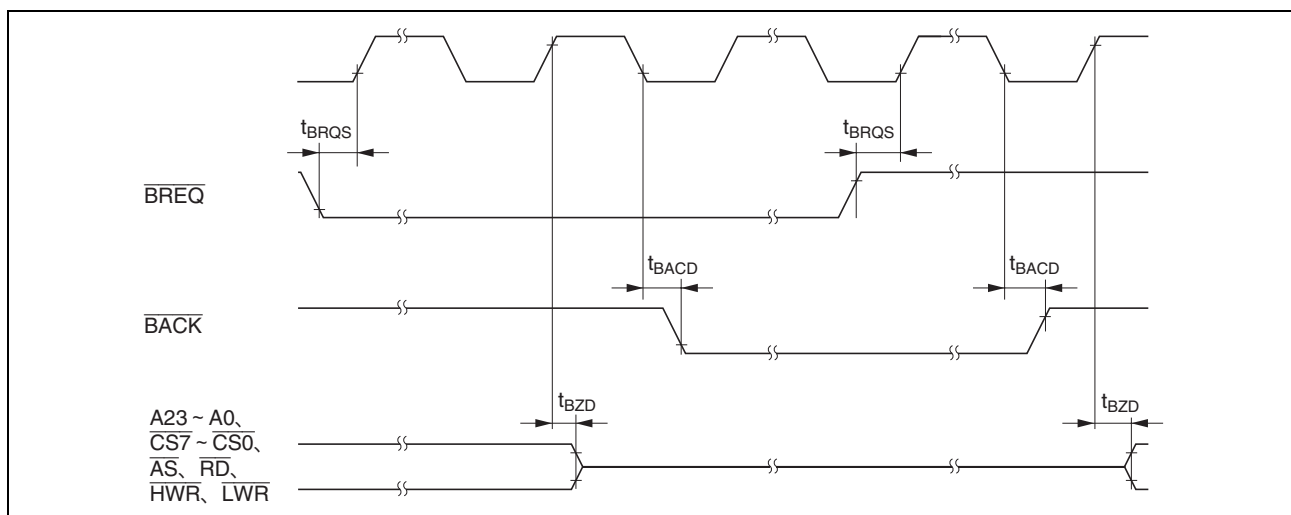 tBRQS tBRQS
BREQ
tBACD tBACD
BACK
tBZD tBZD
A23 ~ A0、
CS7 ~ CS0、
AS、 RD、
HWR、 LWR